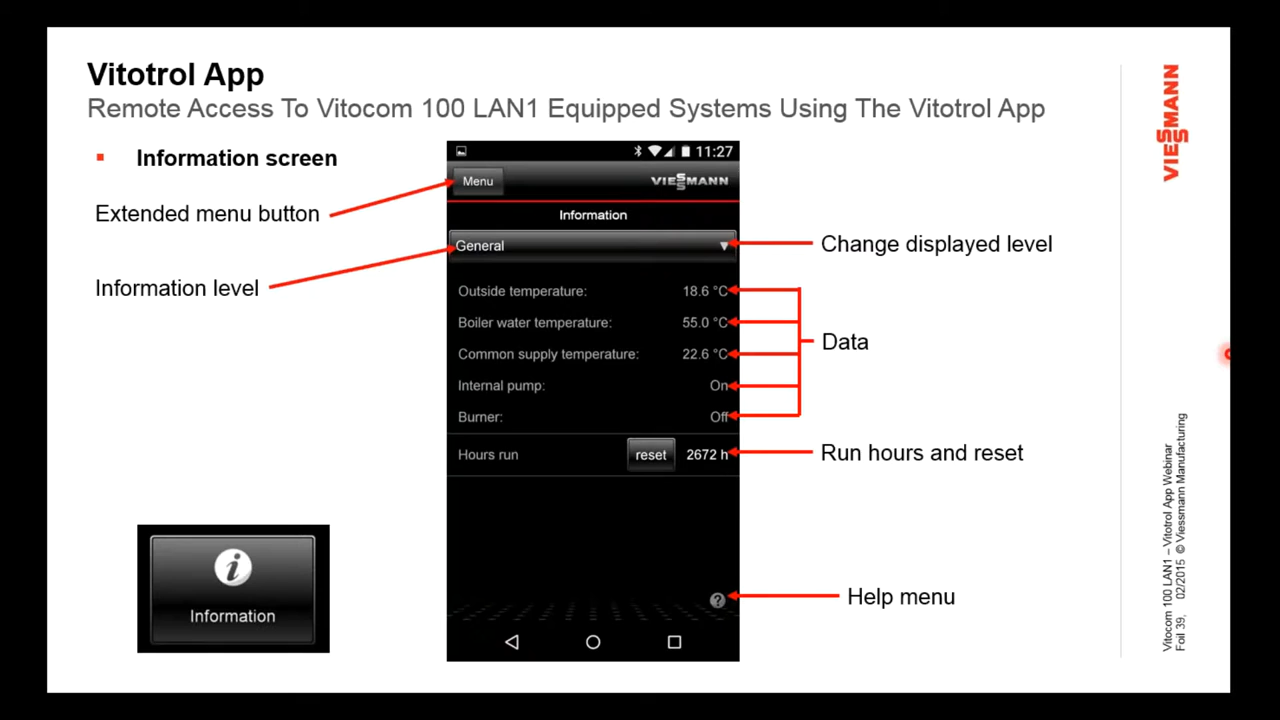 Vitotrol App
Remote Access To Vitocom 100 LAN1 Equipped Systems Using The Vitotrol App
VIESSMANN
Information screen
Extended menu button
Information level
11:27
Menu
VIESMANN
Information
General
Outside temperature: 18.6 °C
Boiler water temperature: 55.0 °C
Common supply temperature: 22.6 °C
Internal pump: On
Burner: Off
Hours run reset 2672 h
?
Change displayed level
Data
Run hours and reset
Help menu
i
Information
Vitocom 100 LAN1 – Vitotrol App Webinar
Foil 39, 02/2015 © Viessmann Manufacturing